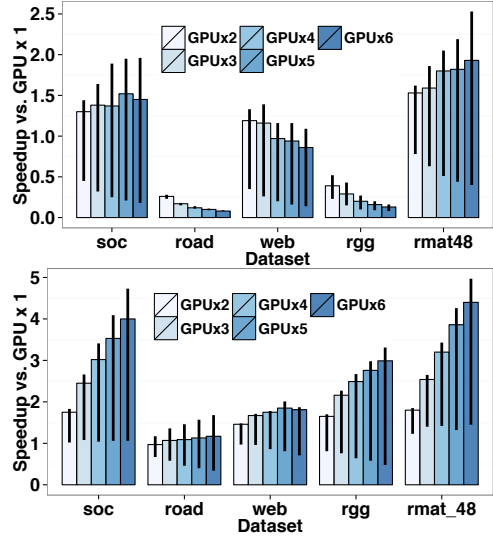 2.5
2.0
1.5
1.0
0.5
0.0
Speedup vs. GPU x 1
GPUx2 GPUx4 GPUx6
GPUx3 GPUx5
soc road web rgg rmat48
Dataset
5
4
3
2
1
0
Speedup vs. GPU x 1
GPUx2 GPUx4 GPUx6
GPUx3 GPUx5
soc road web rgg rmat_48
Dataset